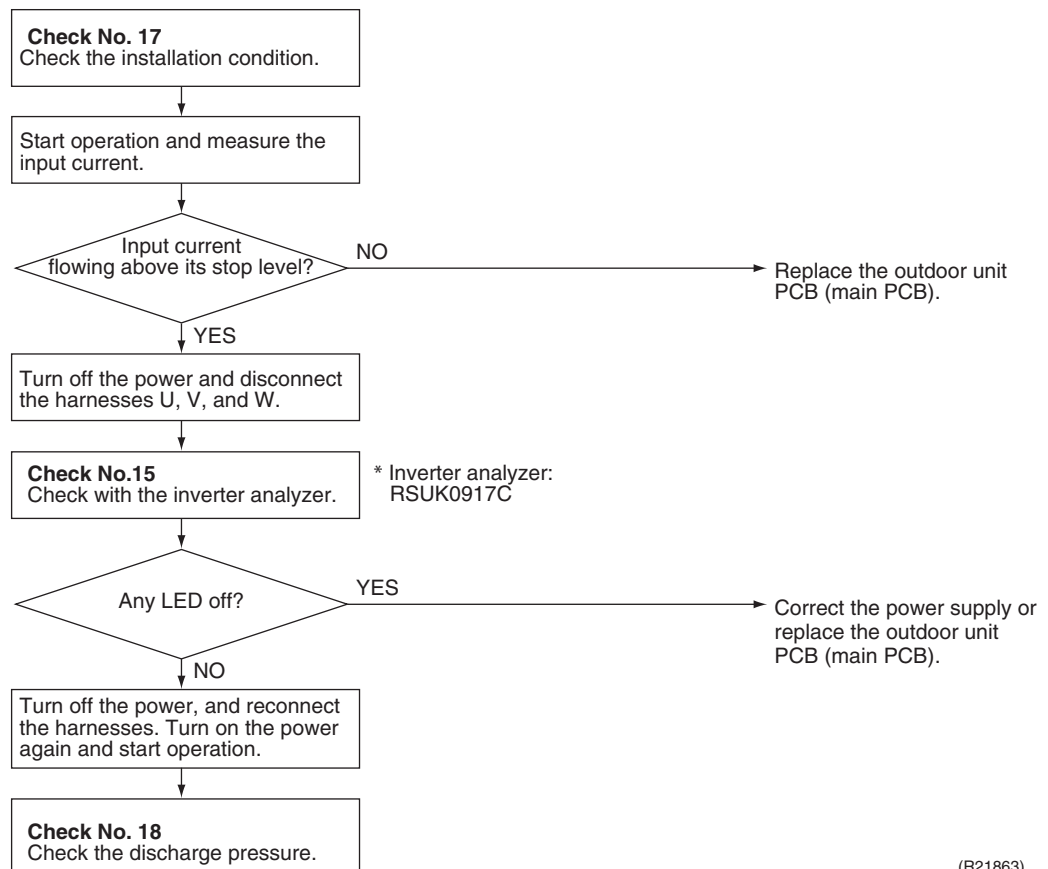 Check No. 17
Check the installation condition.
Start operation and measure the
input current.
Input current
flowing above its stop level?
NO
Replace the outdoor unit
PCB (main PCB).
YES
Turn off the power and disconnect
the harnesses U, V, and W.
Check No.15
Check with the inverter analyzer.
* Inverter analyzer:
RSUK0917C
Any LED off?
YES
Correct the power supply or
replace the outdoor unit
PCB (main PCB).
NO
Turn off the power, and reconnect
the harnesses. Turn on the power
again and start operation.
Check No. 18
Check the discharge pressure.
(R21863)